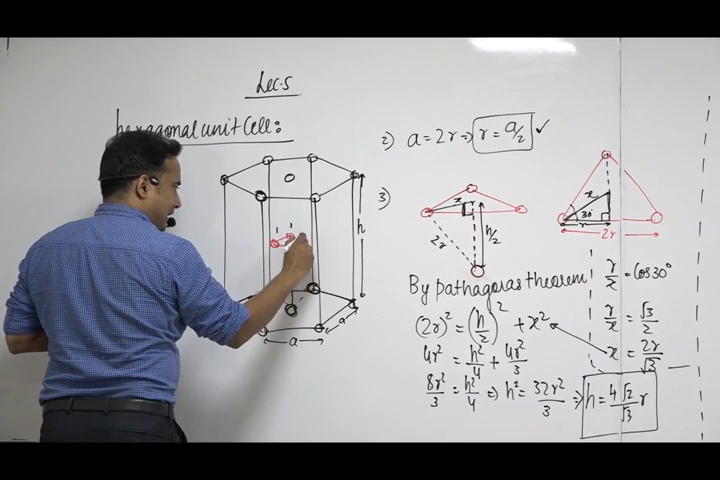 Lec-5
hexagonal unit Cell:
h
a
a
2) a = 2r ⇒ r = a/2 ✓
3)
x
2r
h/2
x
30°
r
2r
By pathagoras theorem
(2r)² = (h/2)² + x²
4r² = h²/4 + 4r²/3
8r²/3 = h²/4 ⇒ h² = 32r²/3 ⇒ h = 4√2/√3 r
r/x = Cos30°
r/x = √3/2
x = 2r/√3